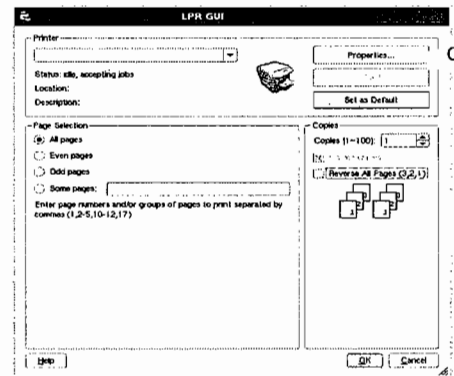 LPR GUI
Printer
Properties...
Status: idle, accepting jobs
Location:
Set as Default
Description:
Page Selection
Copies
All pages
Copies (1-100): 1
Even pages
Odd pages
Reverse All Pages (3,2,1)
Some pages:
Enter page numbers and/or groups of pages to print separated by
commas (1,2-5,10-12,17)
Help
OK
Cancel